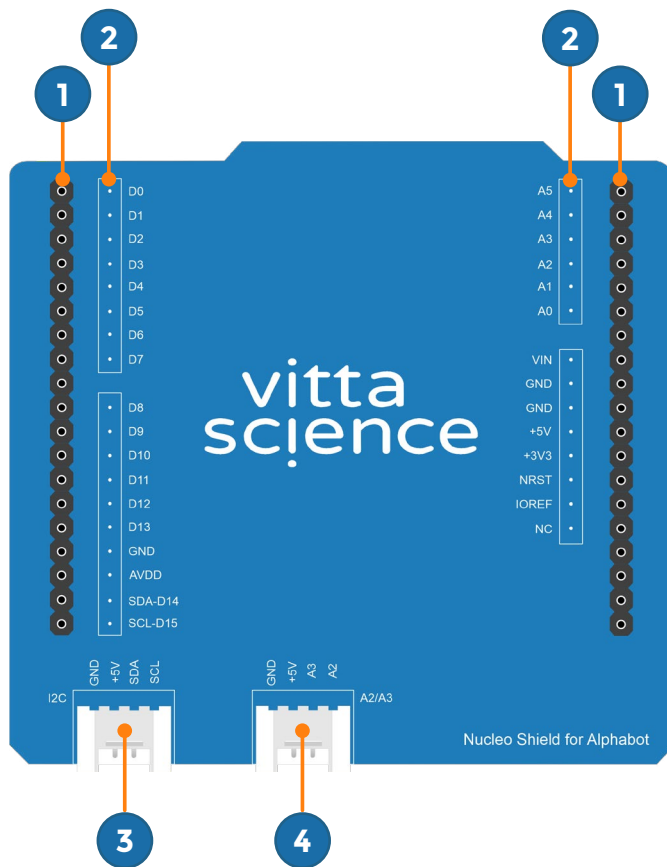 2
2
1
1
D0
D1
D2
D3
D4
D5
D6
D7
D8
D9
D10
D11
D12
D13
GND
AVDD
SDA-D14
SCL-D15
vitta
science
A5
A4
A3
A2
A1
A0
VIN
GND
GND
+5V
+3V3
NRST
IOREF
NC
I2C
GND
+5V
SDA
SCL
GND
+5V
A3
A2
A2/A3
Nucleo Shield for Alphabot
3
4